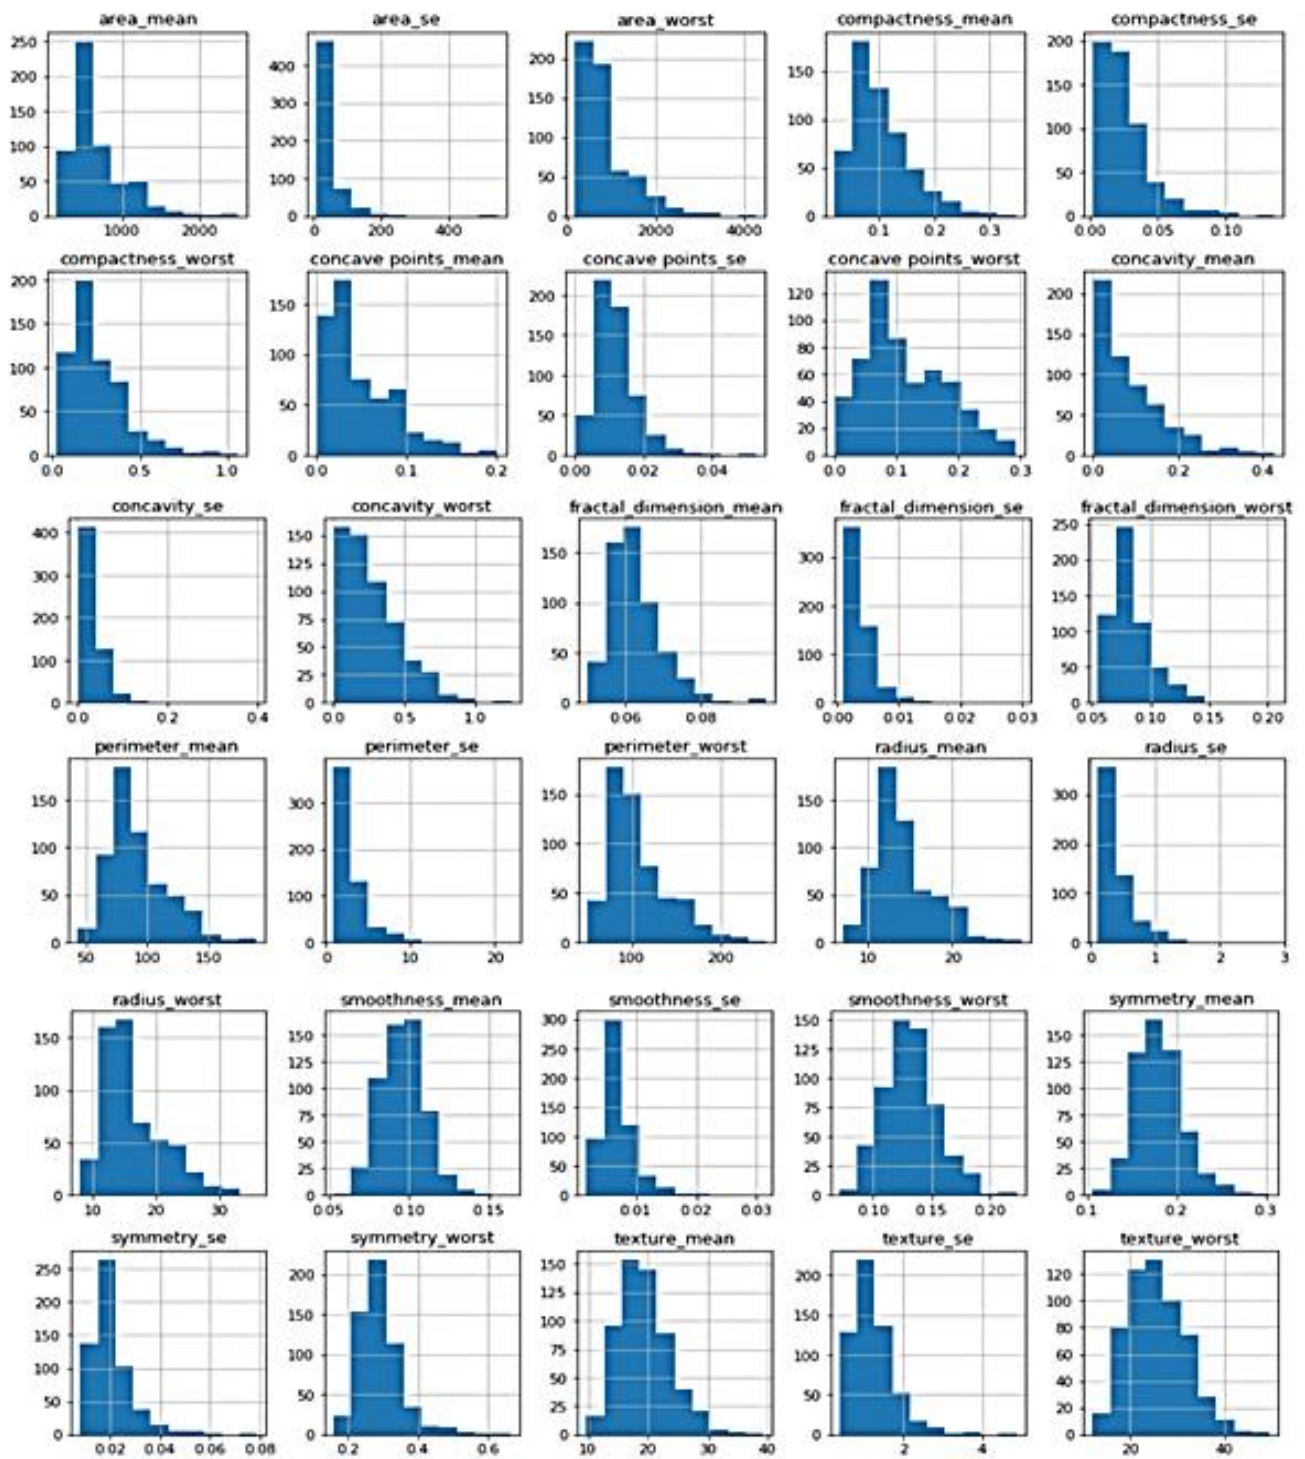 area_mean area_se area_worst compactness_mean compactness_se
250 200 150 100 50 0
1000 2000
400 300 200 100 0
0 200 400
200 150 100 50 0
0 2000 4000
150 100 50 0
0.1 0.2 0.3
200 150 100 50 0
0.00 0.05 0.10
compactness_worst concave points_mean concave points_se concave points_worst concavity_mean
200 150 100 50 0
0.0 0.5 1.0
150 100 50 0
0.0 0.1 0.2
200 150 100 50 0
0.00 0.02 0.04
120 100 80 60 40 20 0
0.0 0.1 0.2 0.3
200 150 100 50 0
0.0 0.2 0.4
concavity_se concavity_worst fractal_dimension_mean fractal_dimension_se fractal_dimension_worst
400 300 200 100 0
0.0 0.2 0.4
150 125 100 75 50 25 0
0.0 0.5 1.0
150 100 50 0
0.06 0.08
300 200 100 0
0.00 0.01 0.02 0.03
250 200 150 100 50 0
0.05 0.10 0.15 0.20
perimeter_mean perimeter_se perimeter_worst radius_mean radius_se
150 100 50 0
50 100 150
300 200 100 0
0 10 20
150 100 50 0
100 200
150 100 50 0
10 20
300 200 100 0
0 1 2 3
radius_worst smoothness_mean smoothness_se smoothness_worst symmetry_mean
150 100 50 0
10 20 30
150 125 100 75 50 25 0
0.05 0.10 0.15
300 250 200 150 100 50 0
0.01 0.02 0.03
150 125 100 75 50 25 0
0.10 0.15 0.20
150 100 50 0
0.1 0.2 0.3
symmetry_se symmetry_worst texture_mean texture_se texture_worst
250 200 150 100 50 0
0.02 0.04 0.06 0.08
200 150 100 50 0
0.2 0.4 0.6
150 125 100 75 50 25 0
10 20 30 40
200 150 100 50 0
2 4
120 100 80 60 40 20 0
20 40